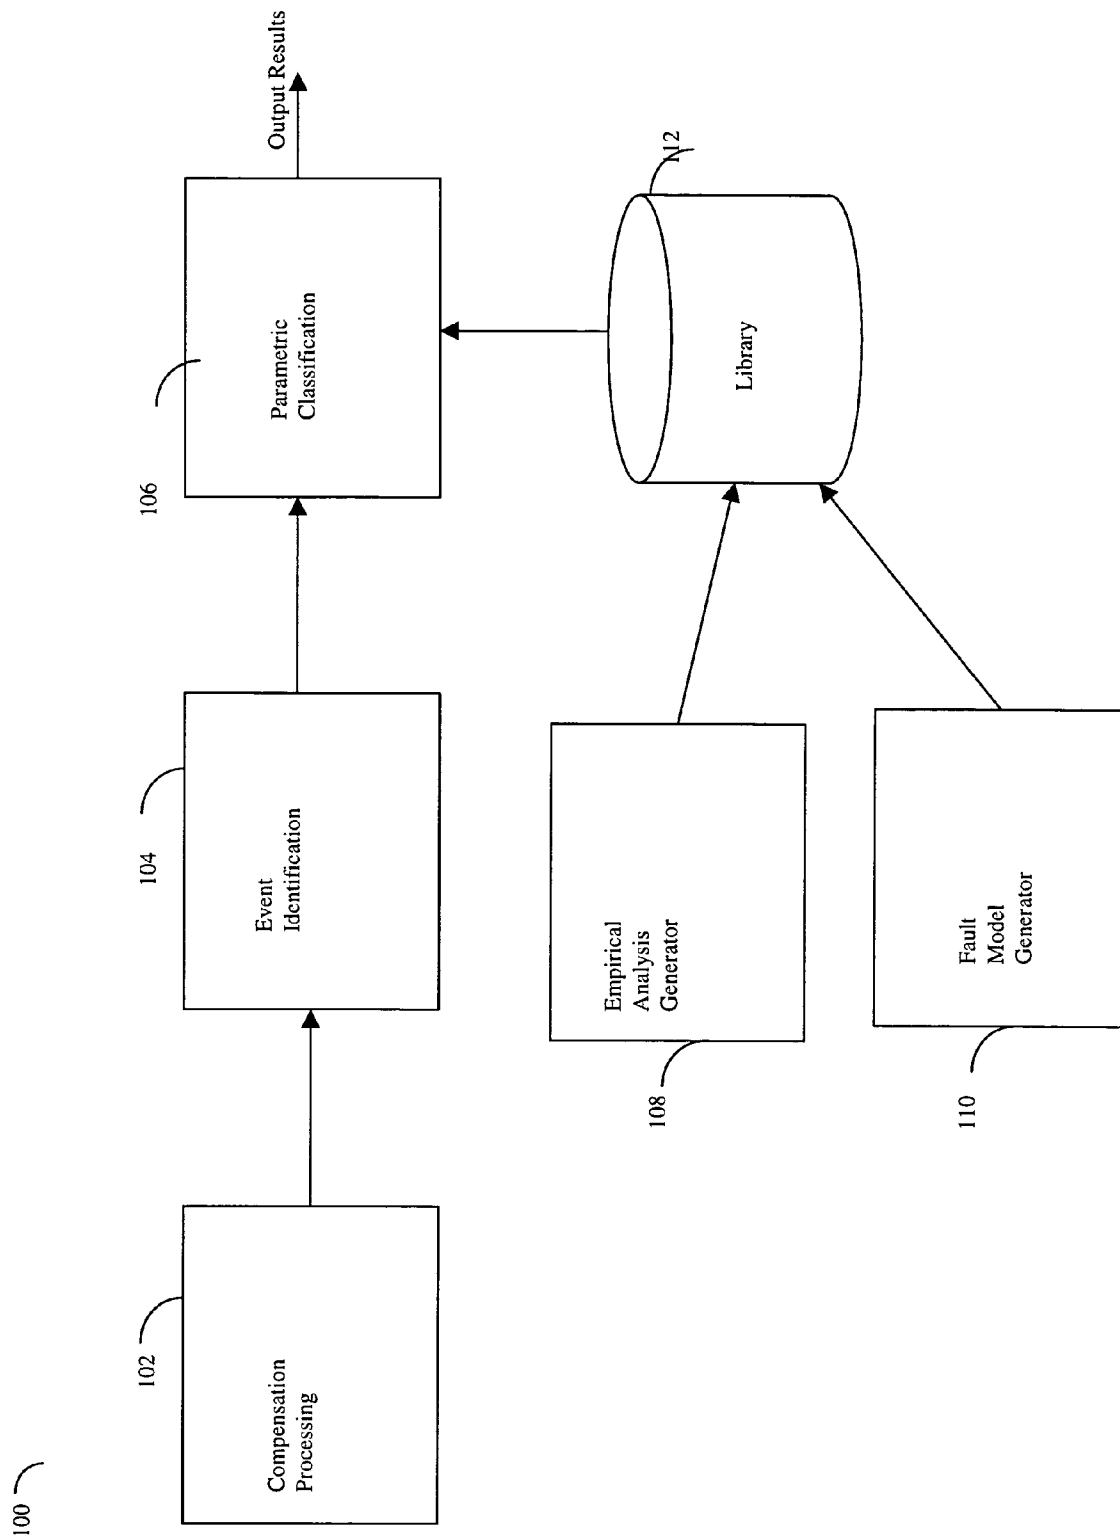 100
102
Compensation
Processing
104
Event
Identification
106
Parametric
Classification
Output Results
108
Empirical
Analysis
Generator
110
Fault
Model
Generator
112
Library